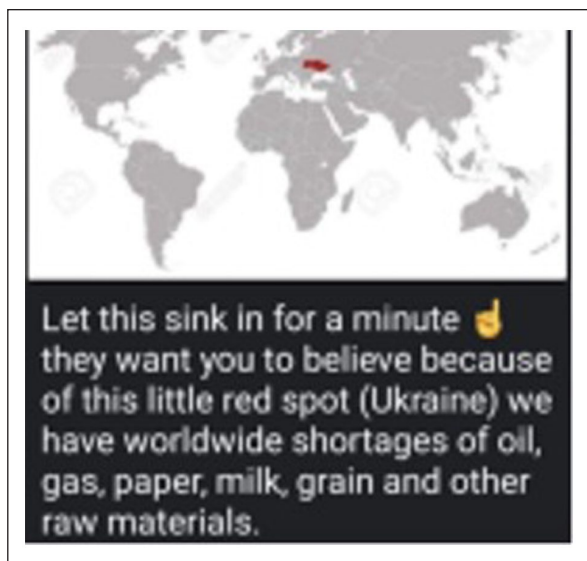 Let this sink in for a minute ☝️
they want you to believe because
of this little red spot (Ukraine) we
have worldwide shortages of oil,
gas, paper, milk, grain and other
raw materials.